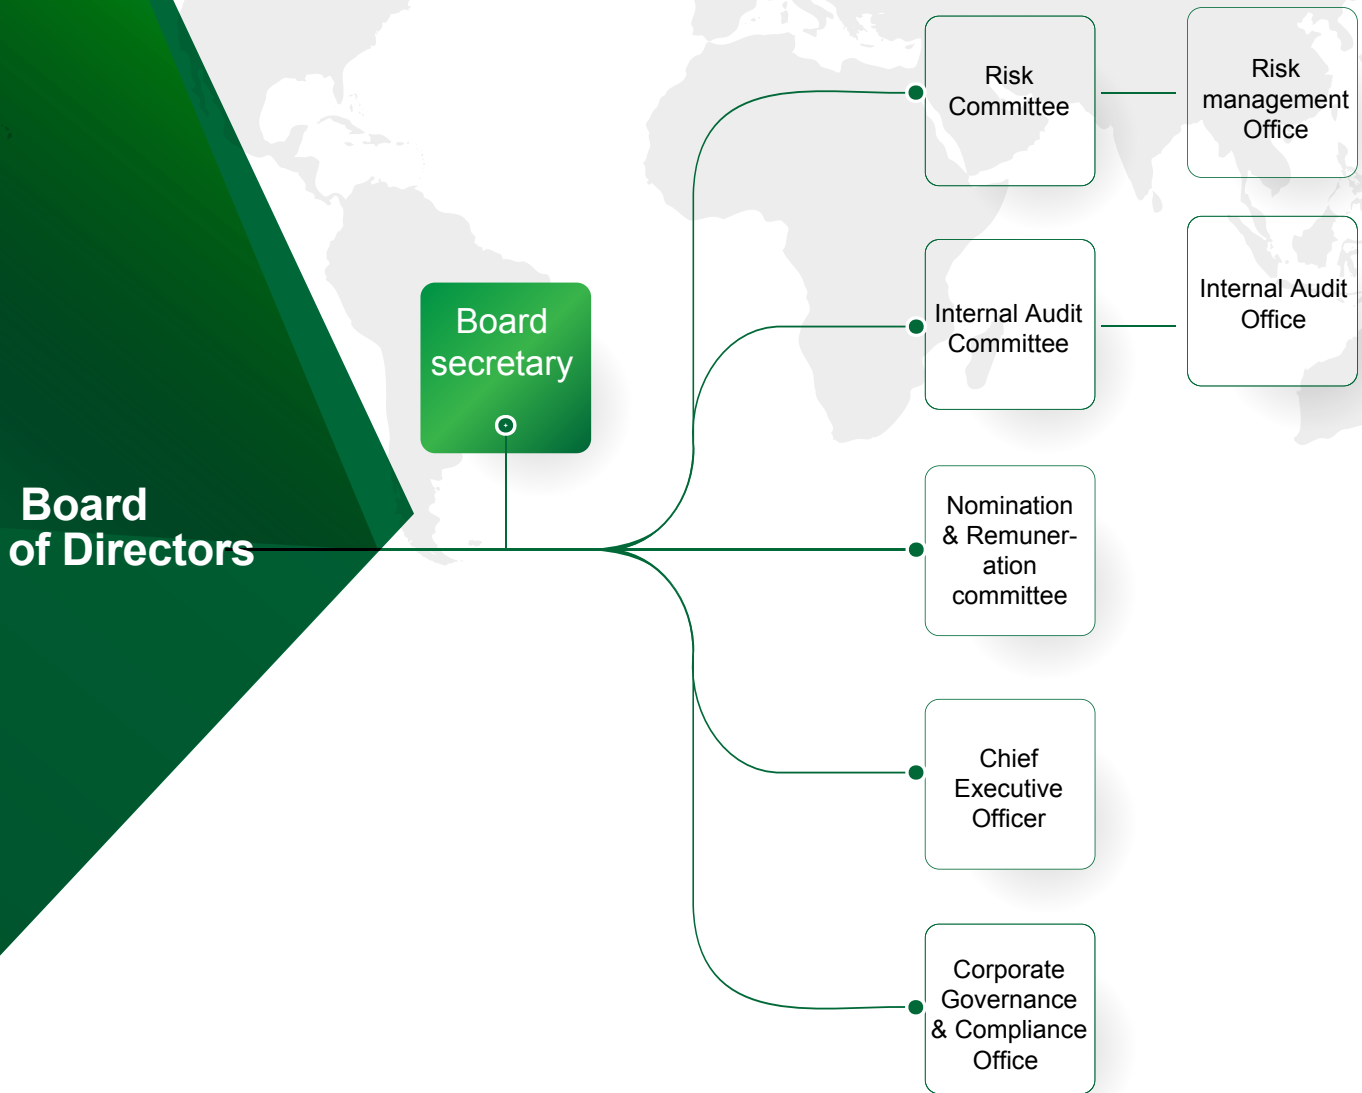 Board
of Directors
Board
secretary
Risk
Committee
Risk
management
Office
Internal Audit
Committee
Internal Audit
Office
Nomination
& Remuner-
ation
committee
Chief
Executive
Officer
Corporate
Governance
& Compliance
Office